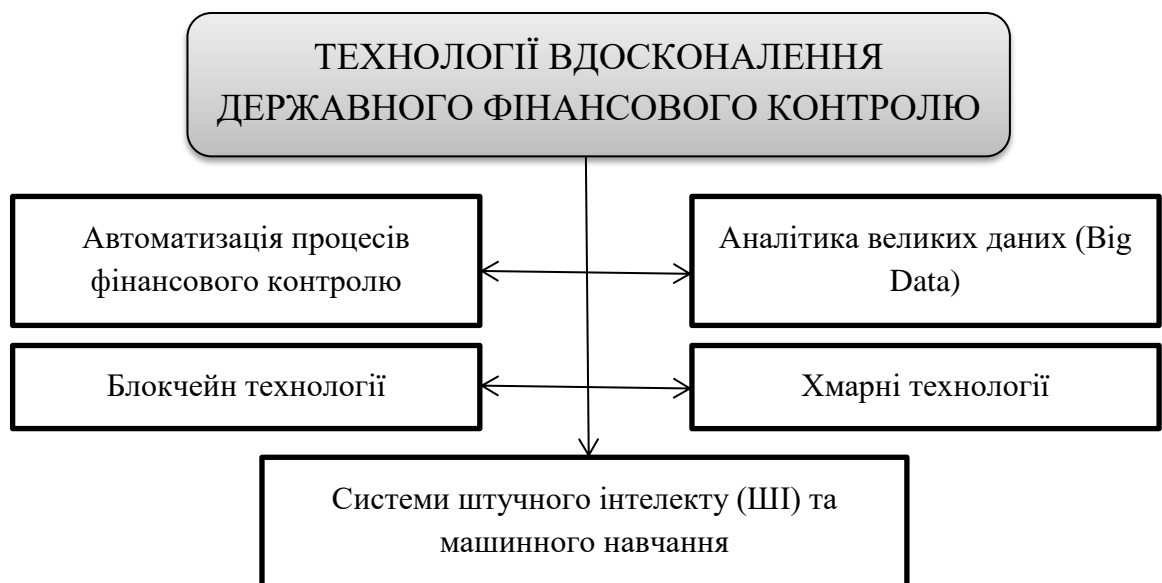 ТЕХНОЛОГІЇ ВДОСКОНАЛЕННЯ
ДЕРЖАВНОГО ФІНАНСОВОГО КОНТРОЛЮ
Автоматизація процесів
фінансового контролю
Аналітика великих даних (Big
Data)
Блокчейн технології
Хмарні технології
Системи штучного інтелекту (ШІ) та
машинного навчання